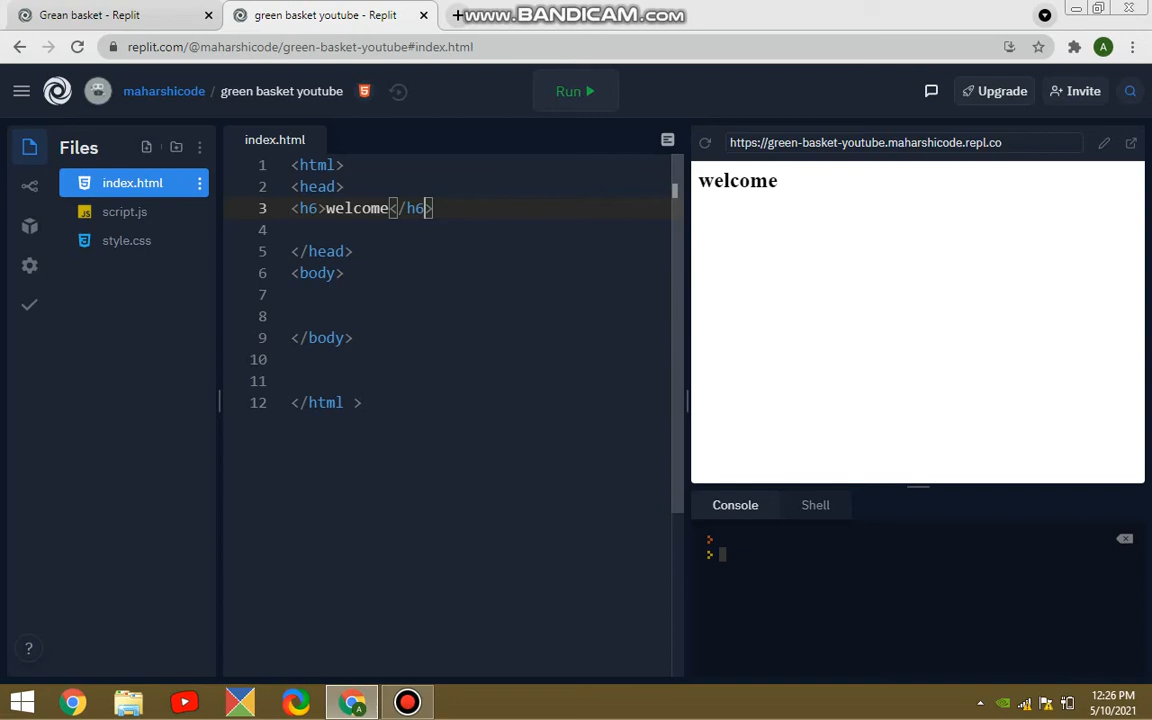 Grean basket - Replit
green basket youtube - Replit
www.BANDICAM.com
replit.com/@maharshicode/green-basket-youtube#index.html
A
maharshicode / green basket youtube
Run
Upgrade
Invite
Files
index.html
https://green-basket-youtube.maharshicode.repl.co
index.html
JS script.js
style.css
1 <html>
2 <head>
3 <h6>welcome</h6>
4
5 </head>
6 <body>
7
8
9 </body>
10
11
12 </html >
welcome
Console
Shell
?
12:26 PM
5/10/2021